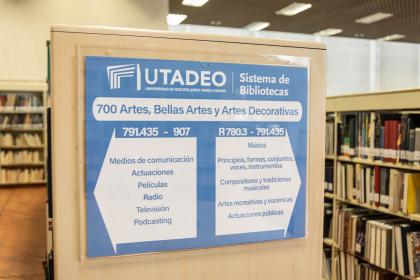 UTADEO
UNIVERSIDAD DE BOGOTÁ JORGE TADEO LOZANO
Sistema de
Bibliotecas
700 Artes, Bellas Artes y Artes Decorativas
791.435 - 907
Medios de comunicación
Actuaciones
Películas
Radio
Televisión
Podcasting
R 780.3 - 791.435
Música
Principios, formas, conjuntos,
voces, instrumentos
Compositores y tradiciones
musicales
Artes recreativas y escénicas
Actuaciones públicas